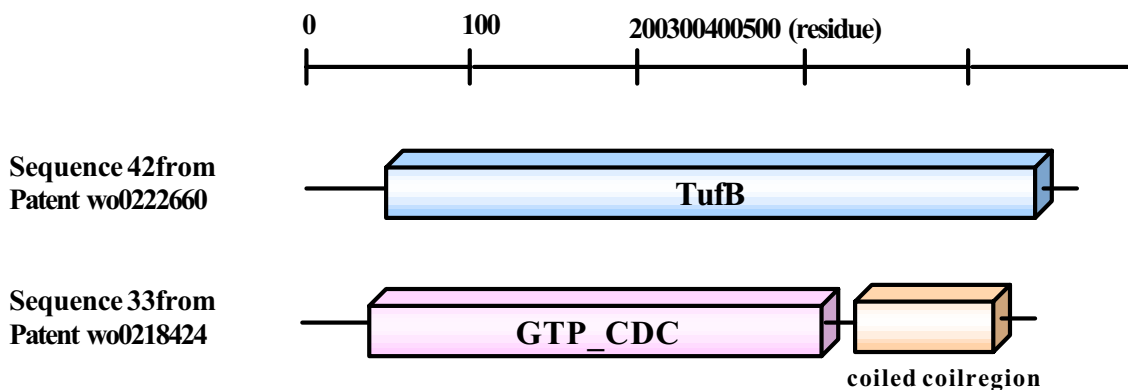 0 100 200300400500 (residue)
Sequence 42from
Patent wo0222660
TufB
Sequence 33from
Patent wo0218424
GTP_CDC
coiled coilregion